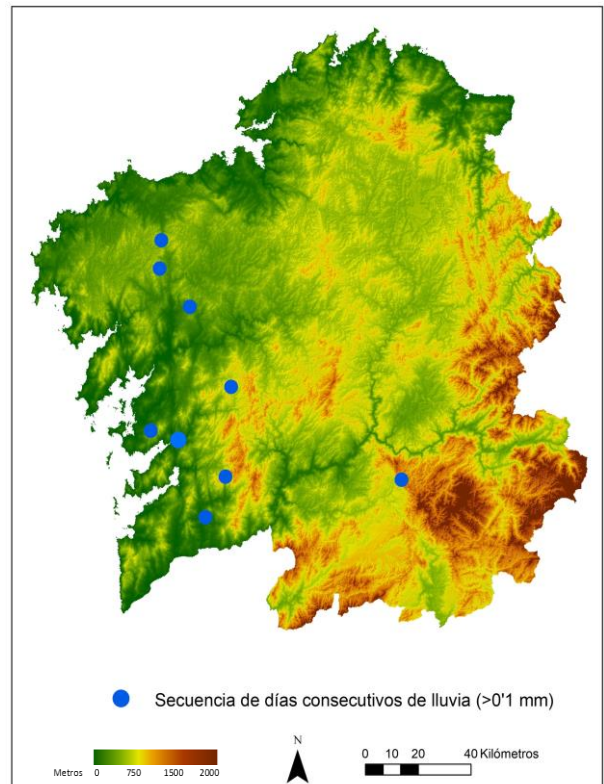 Secuencia de días consecutivos de lluvia (>0'1 mm)
Metros 0 750 1500 2000
N
0 10 20 40 Kilómetros